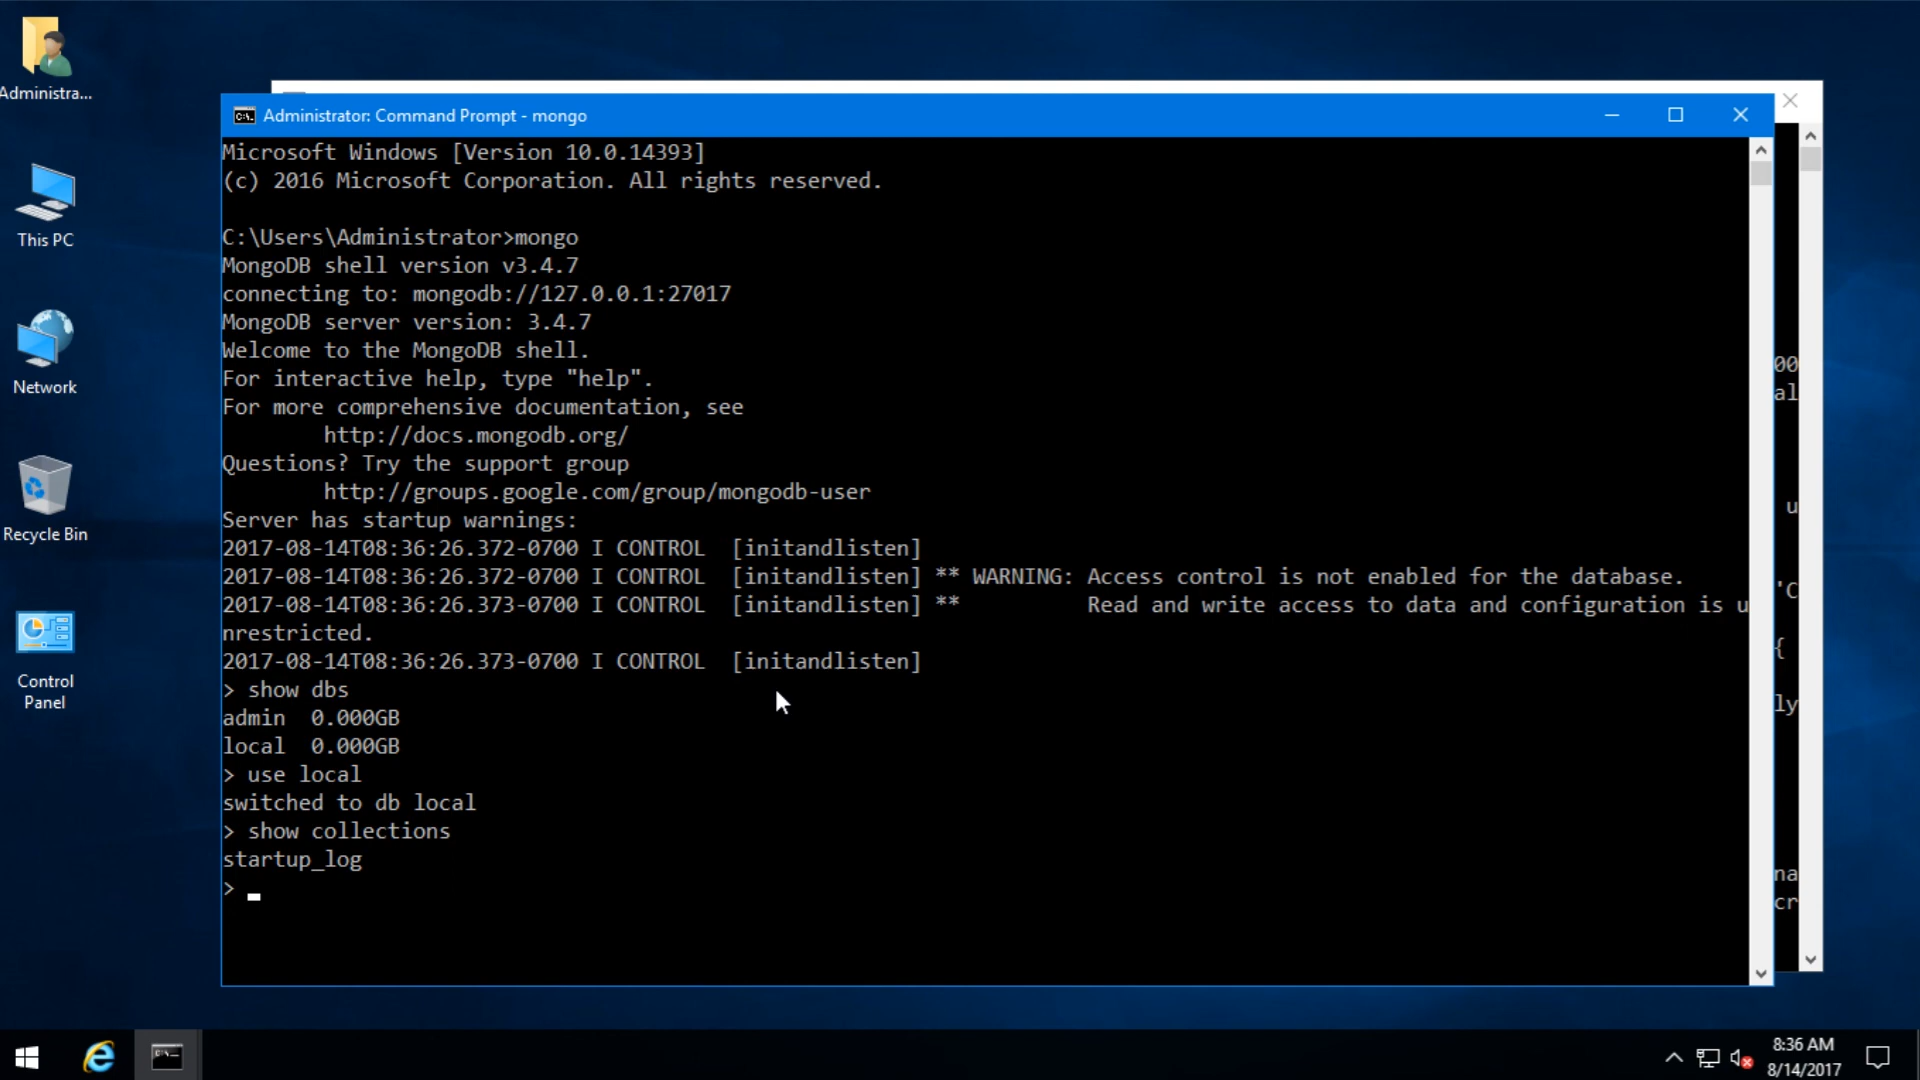 Administra...
This PC
Network
Recycle Bin
Control
Panel
Administrator: Command Prompt - mongo
Microsoft Windows [Version 10.0.14393]
(c) 2016 Microsoft Corporation. All rights reserved.
C:\Users\Administrator>mongo
MongoDB shell version v3.4.7
connecting to: mongodb://127.0.0.1:27017
MongoDB server version: 3.4.7
Welcome to the MongoDB shell.
For interactive help, type "help".
For more comprehensive documentation, see
http://docs.mongodb.org/
Questions? Try the support group
http://groups.google.com/group/mongodb-user
Server has startup warnings:
2017-08-14T08:36:26.372-0700 I CONTROL  [initandlisten]
2017-08-14T08:36:26.372-0700 I CONTROL  [initandlisten] ** WARNING: Access control is not enabled for the database.
2017-08-14T08:36:26.373-0700 I CONTROL  [initandlisten] **          Read and write access to data and configuration is u
nrestricted.
2017-08-14T08:36:26.373-0700 I CONTROL  [initandlisten]
> show dbs
admin  0.000GB
local  0.000GB
> use local
switched to db local
> show collections
startup_log
>
00
al
u
'C
{
ly
na
cr
8:36 AM
8/14/2017